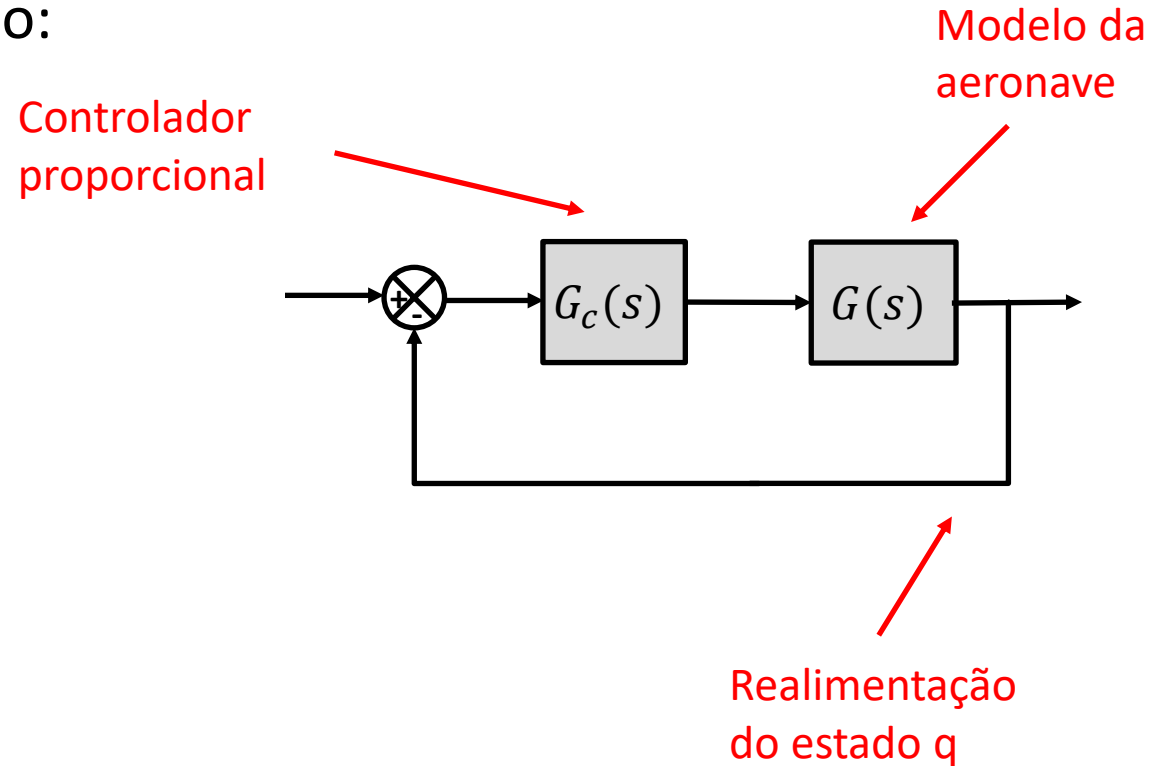 o:
Modelo da
aeronave
Controlador
proporcional
+
-
G_c(s)
G(s)
Realimentação
do estado q